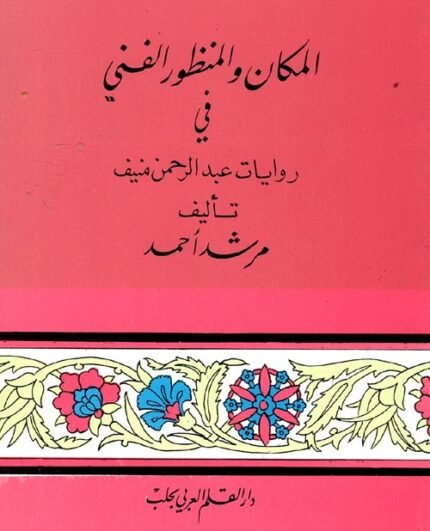 المكان والمنظور الفني
في
روايات عبد الرحمن منيف
تأليف
مرشد أحمد
دار القلم العربي بحلب